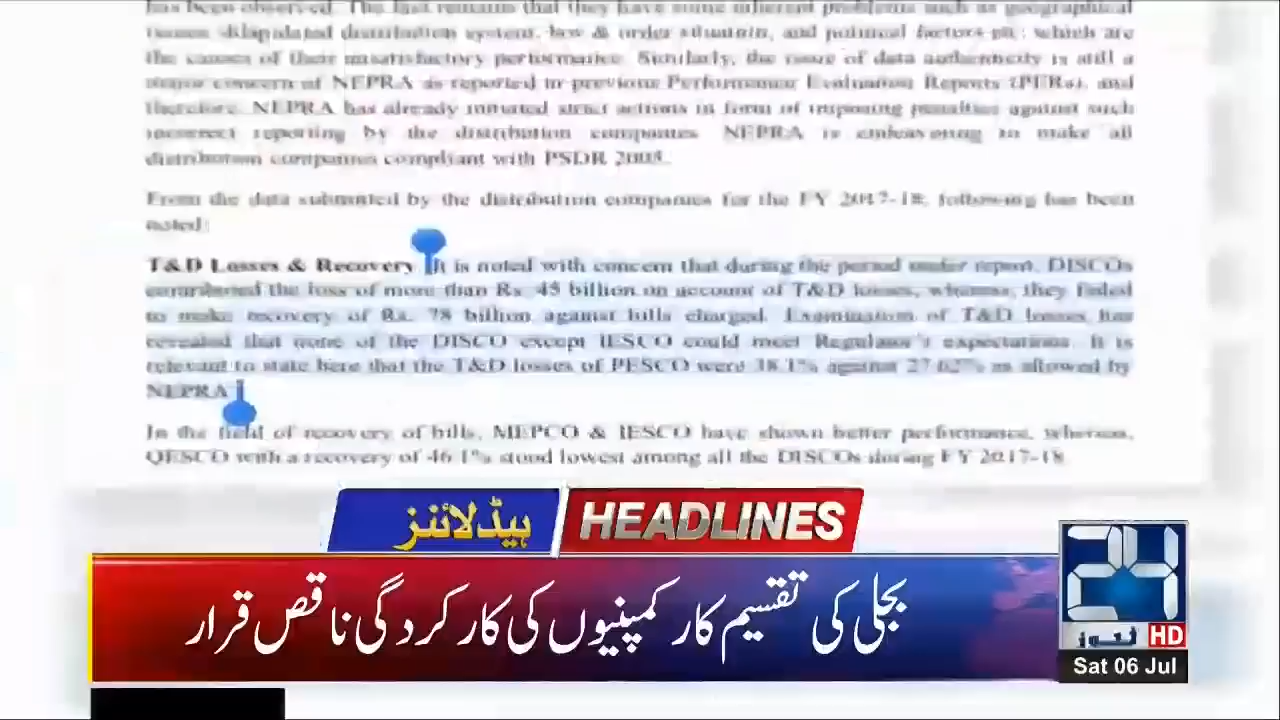 has been observed. The fact remains that they have some inherent problems such as geographical
issues, dilapidated distribution system, law & order situation, and political factors etc; which are
the causes of their unsatisfactory performance. Similarly, the issue of data authenticity is still a
major concern of NEPRA as reported in previous Performance Evaluation Reports (PERs), and
therefore, NEPRA has already initiated strict actions in form of imposing penalties against such
incorrect reporting by the distribution companies. NEPRA is endeavoring to make all
distribution companies compliant with PSDR 2005.
From the data submitted by the distribution companies for the FY 2017-18, following has been
noted:
T&D Losses & Recovery It is noted with concern that during the period under report, DISCOs
contributed the loss of more than Rs. 45 billion on account of T&D losses, whereas, they failed
to make recovery of Rs. 78 billion against bills charged. Examination of T&D losses has
revealed that none of the DISCO except IESCO could meet Regulator's expectations. It is
relevant to state here that the T&D losses of PESCO were 38.1% against 27.62% as allowed by
NEPRA
In the field of recovery of bills, MEPCO & IESCO have shown better performance, whereas,
QESCO with a recovery of 46.1% stood lowest among all the DISCOs during FY 2017-18.
ہیڈلائنز HEADLINES
بجلی کی تقسیم کار کمپنیوں کی کارکردگی ناقص قرار
24
نیوز HD
Sat 06 Jul